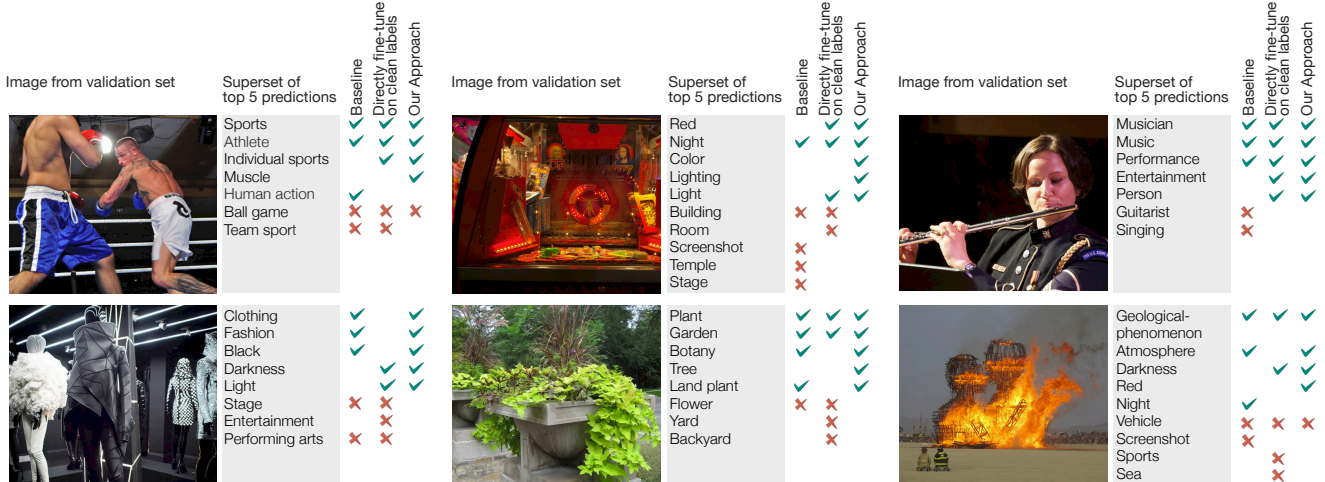 Image from validation set
Superset of
top 5 predictions
Baseline
Directly fine-tune
on clean labels
Our Approach
Sports
Athlete
Individual sports
Muscle
Human action
Ball game
Team sport
Image from validation set
Superset of
top 5 predictions
Baseline
Directly fine-tune
on clean labels
Our Approach
Red
Night
Color
Lighting
Light
Building
Room
Screenshot
Temple
Stage
Image from validation set
Superset of
top 5 predictions
Baseline
Directly fine-tune
on clean labels
Our Approach
Musician
Music
Performance
Entertainment
Person
Guitarist
Singing
Clothing
Fashion
Black
Darkness
Light
Stage
Entertainment
Performing arts
Plant
Garden
Botany
Tree
Land plant
Flower
Yard
Backyard
Geological-
phenomenon
Atmosphere
Darkness
Red
Night
Vehicle
Screenshot
Sports
Sea